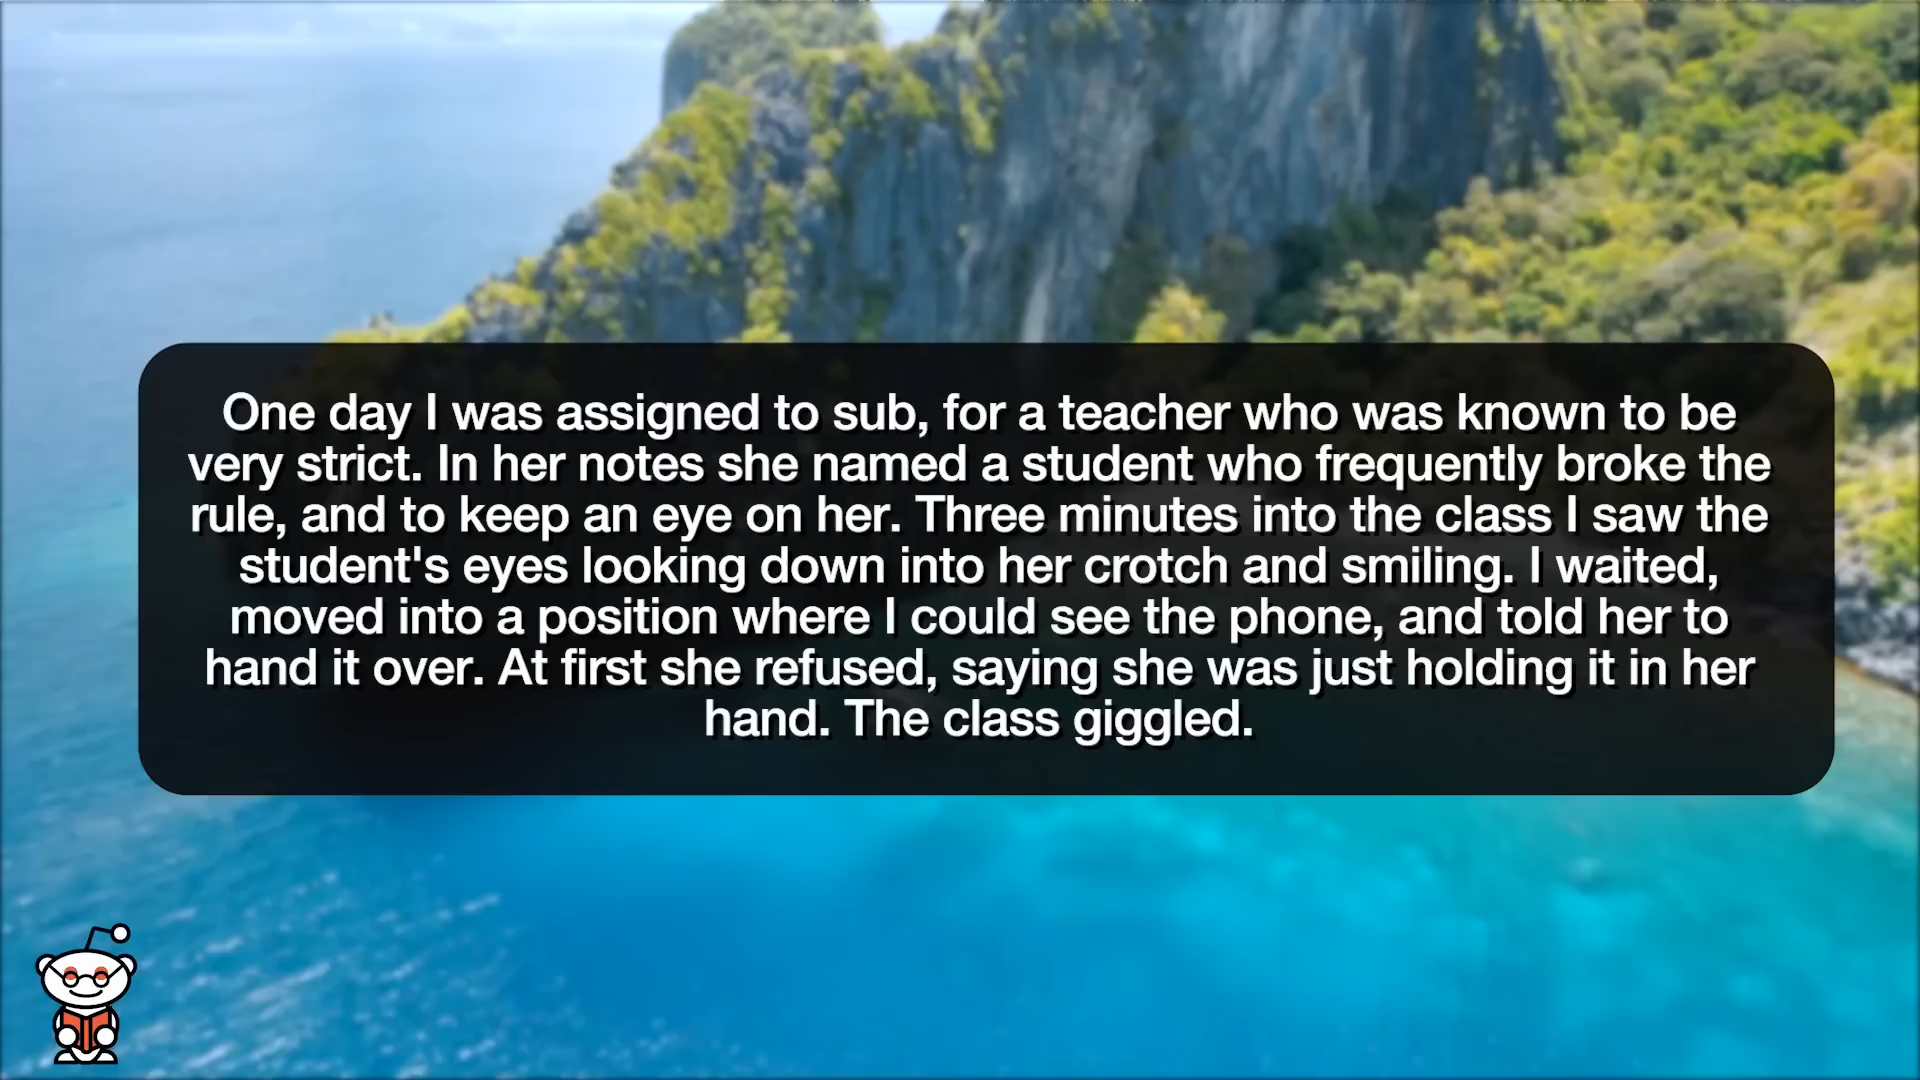 One day I was assigned to sub, for a teacher who was known to be
very strict. In her notes she named a student who frequently broke the
rule, and to keep an eye on her. Three minutes into the class I saw the
student's eyes looking down into her crotch and smiling. I waited,
moved into a position where I could see the phone, and told her to
hand it over. At first she refused, saying she was just holding it in her
hand. The class giggled.